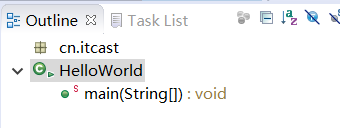 Outline Task List
cn.itcast
HelloWorld
main(String[]) : void